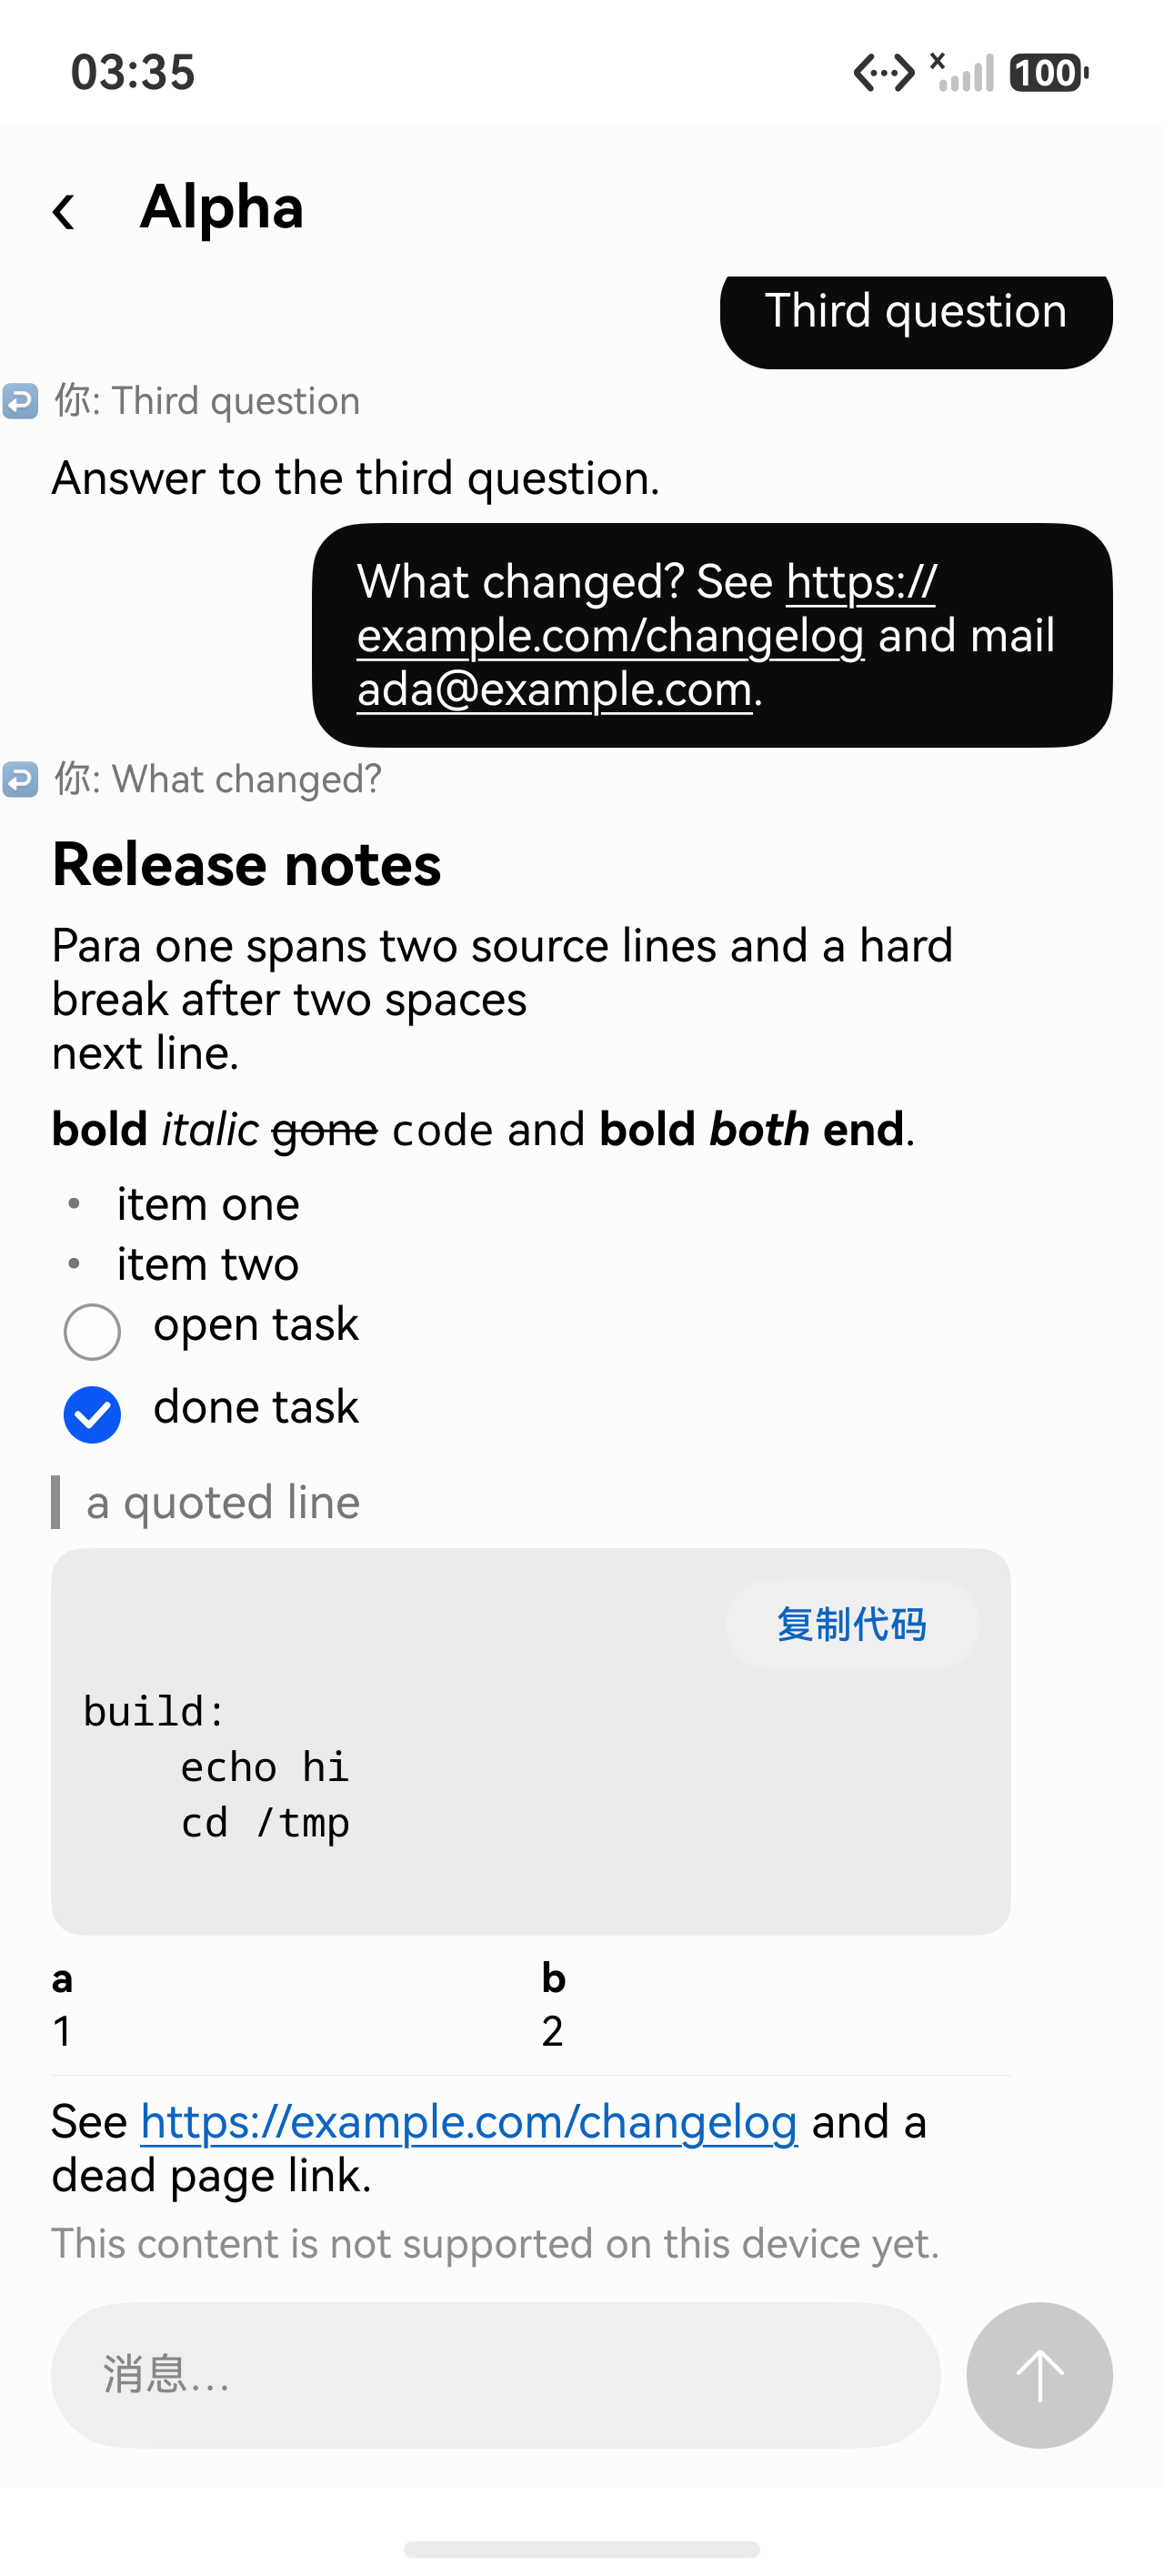 03:35
100
Alpha
Third question
你: Third question
Answer to the third question.
What changed? See https://
example.com/changelog and mail
ada@example.com.
你: What changed?
Release notes
Para one spans two source lines and a hard
break after two spaces
next line.
bold italic gone code and bold both end.
• item one
• item two
open task
done task
a quoted line
复制代码
build:
    echo hi
    cd /tmp
a b
1 2
See https://example.com/changelog and a
dead page link.
This content is not supported on this device yet.
消息...